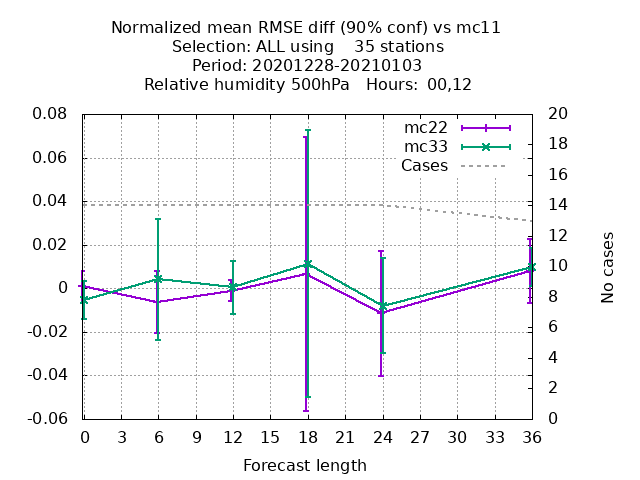 Normalized mean RMSE diff (90% conf) vs mc11
Selection: ALL using    35 stations
Period: 20201228-20210103
Relative humidity 500hPa   Hours:  00,12
mc22
mc33
Cases
0.08
0.06
0.04
0.02
0
-0.02
-0.04
-0.06
20
18
16
14
12
10
8
6
4
2
0
No cases
0 3 6 9 12 15 18 21 24 27 30 33 36
Forecast length